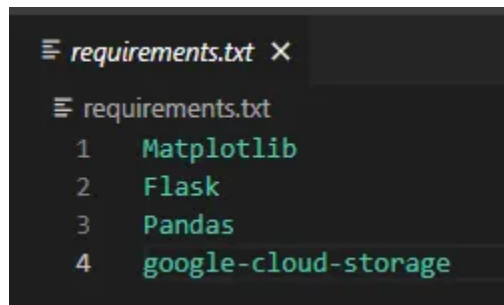 requirements.txt
requirements.txt
1 Matplotlib
2 Flask
3 Pandas
4 google-cloud-storage